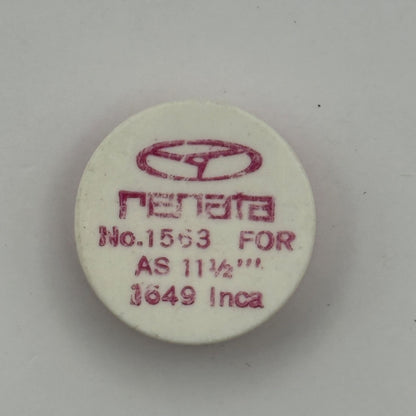 renata
No.1563 FOR
AS 11½'''
1649 Inca